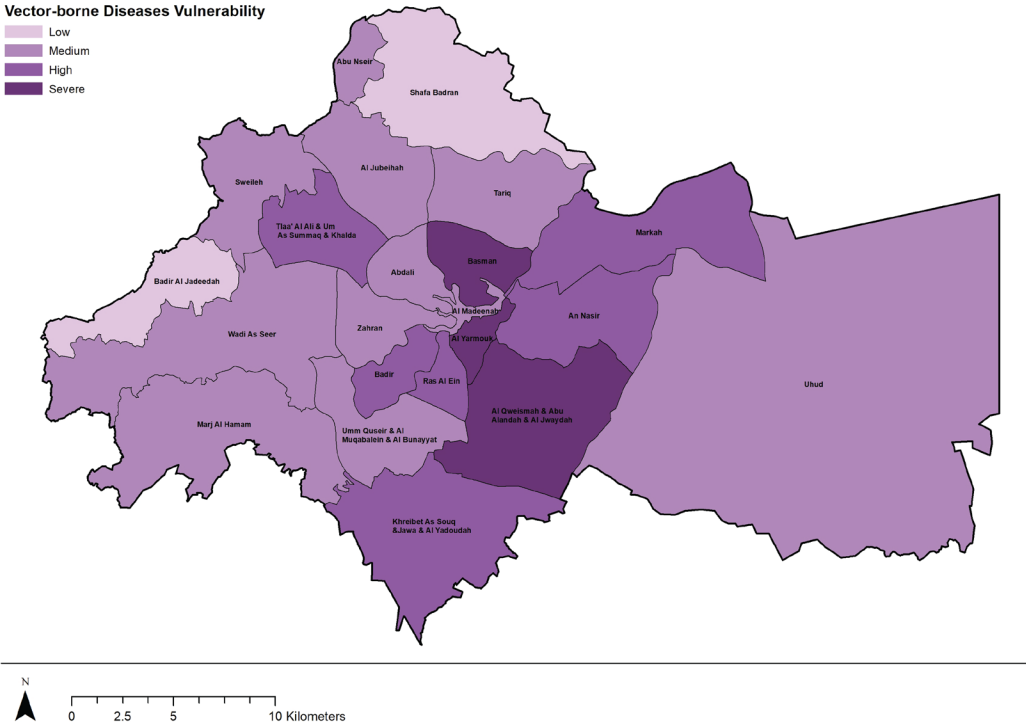 Vector-borne Diseases Vulnerability
Low
Medium
High
Severe
Abu Nseir
Shafa Badran
Al Jubeihah
Sweileh
Tariq
Tlaa' Al Ali & Um
As Summaq & Khalda
Markah
Basman
Abdali
Badir Al Jadeedah
Al Madeenah
An Nasir
Zahran
Wadi As Seer
Al Yarmouk
Badir
Ras Al Ein
Uhud
Al Qweismah & Abu
Alandah & Al Jwaydah
Marj Al Hamam
Umm Quseir & Al
Muqabalein & Al Bunayyat
Khreibet As Souq
&Jawa & Al Yadoudah
N
0 2.5 5 10 Kilometers